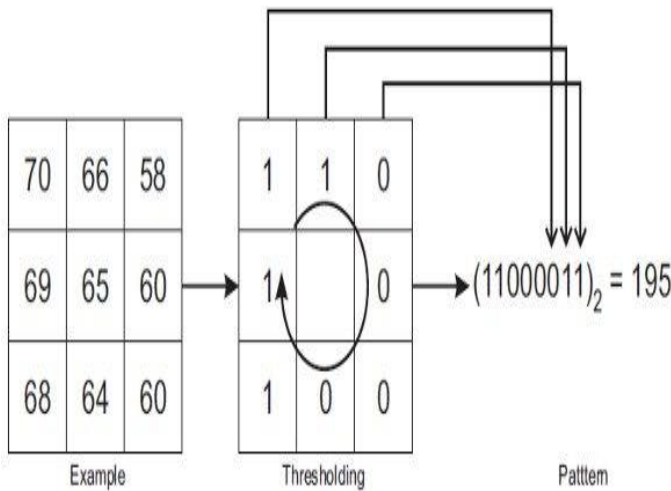 70 66 58
1 1 0
69 65 60
1 0
(11000011)2 = 195
68 64 60
1 0 0
Example
Thresholding
Patttern